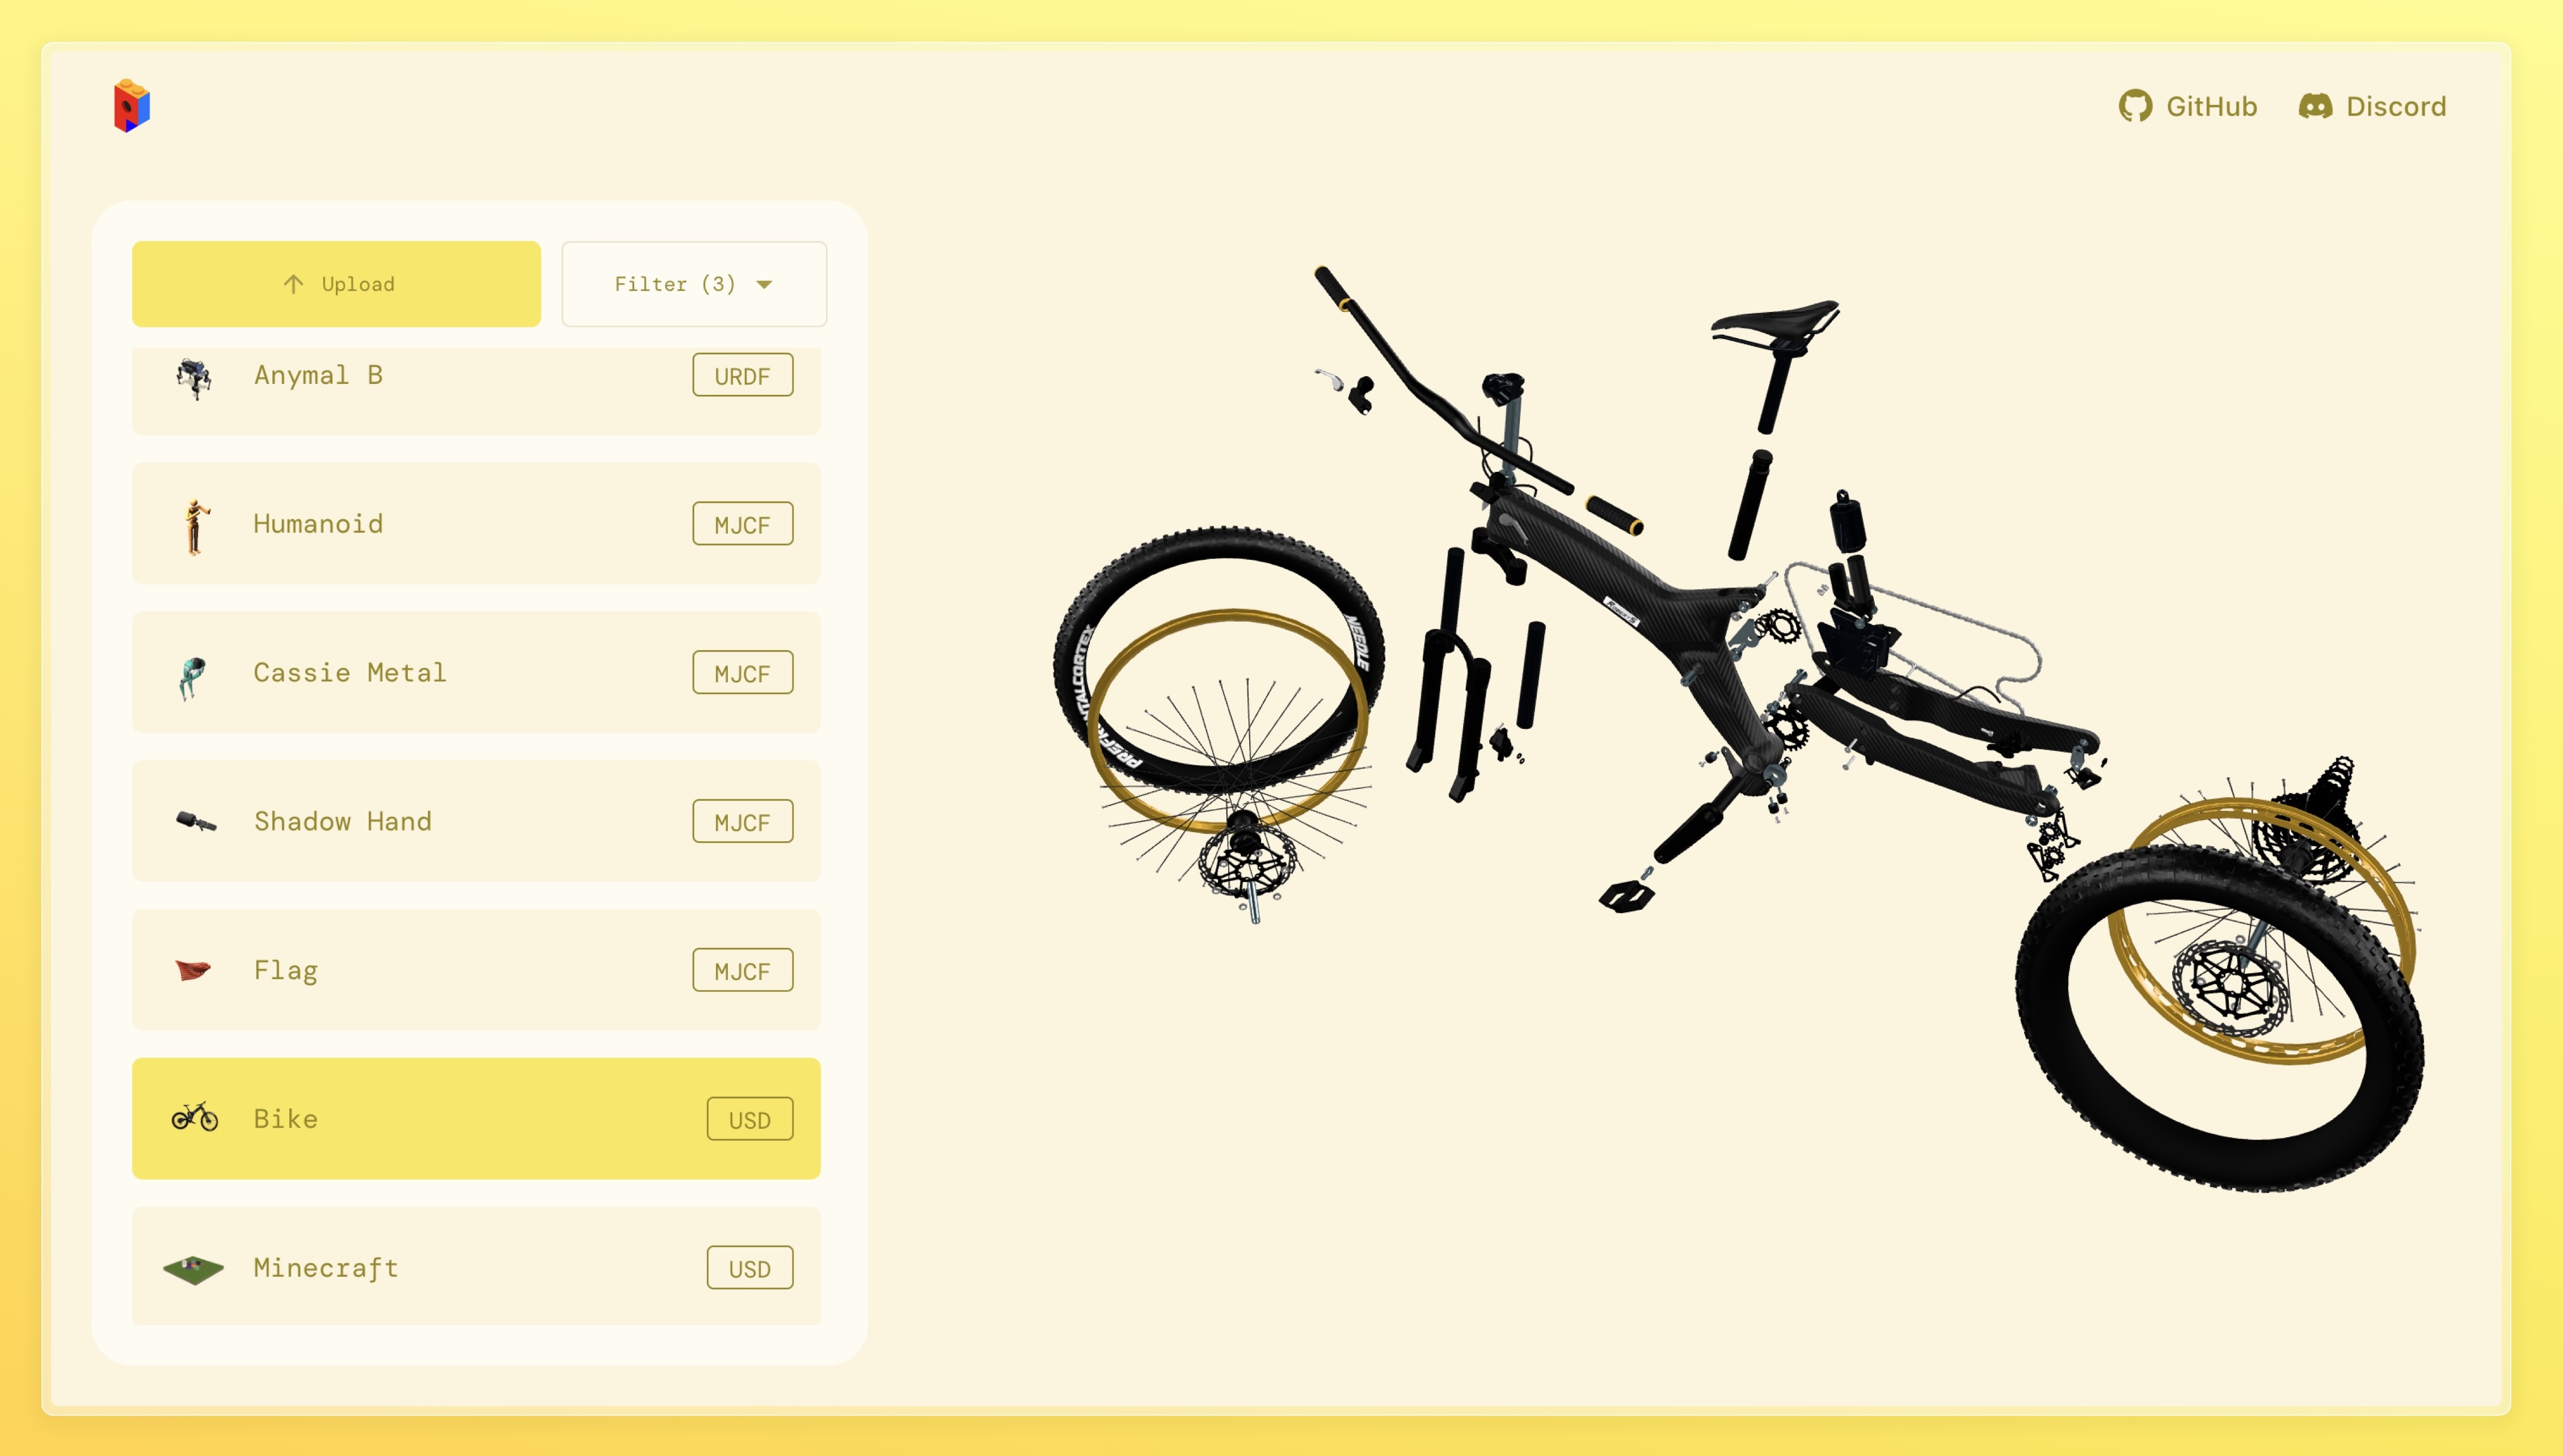 GitHub
Discord
Upload
Filter (3)
Anymal B
URDF
Humanoid
MJCF
Cassie Metal
MJCF
Shadow Hand
MJCF
Flag
MJCF
Bike
USD
Minecraft
USD
NEEDLE